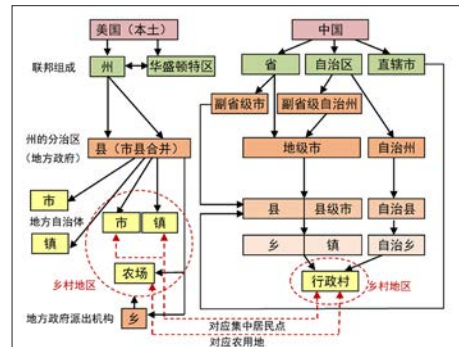 美国（本土） 中国
联邦组成 州 华盛顿特区 省 自治区 直辖市
副省级市 副省级自治州
州的分治区
（地方政府）
县（市县合并） 地级市 自治州
市 市 镇 县 县级市 自治县
地方自治体
镇 乡 镇 自治乡
农场 行政村
乡村地区 乡村地区
地方政府派出机构 乡
对应集中居民点
对应农用地